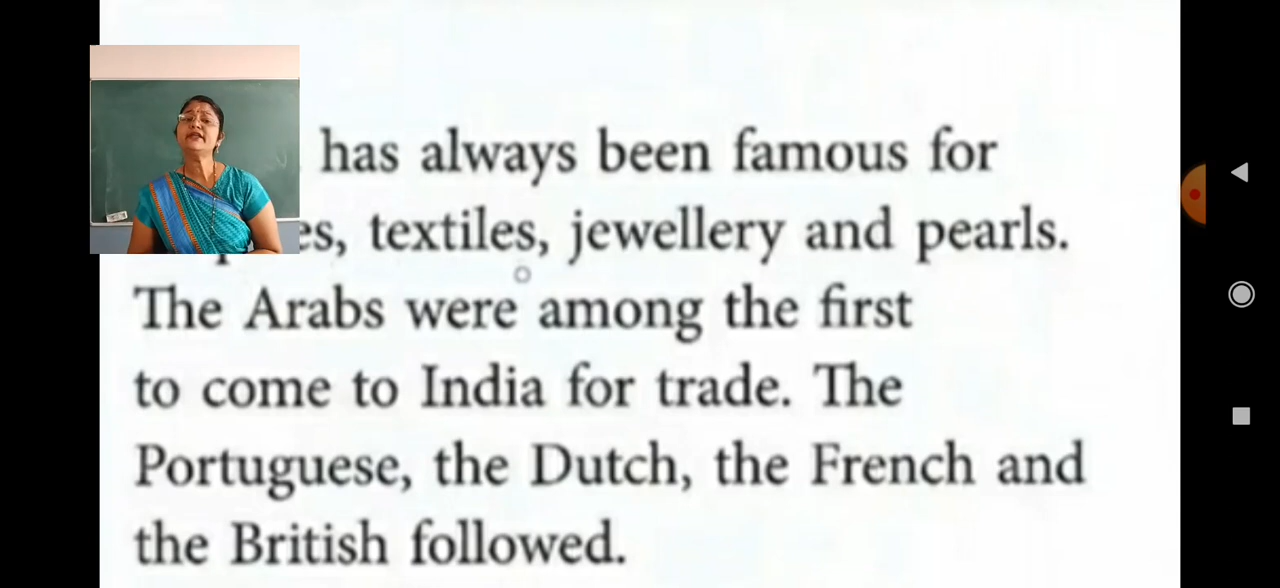 has always been famous for
textiles, jewellery and pearls.
The Arabs were among the first
to come to India for trade. The
Portuguese, the Dutch, the French and
the British followed.